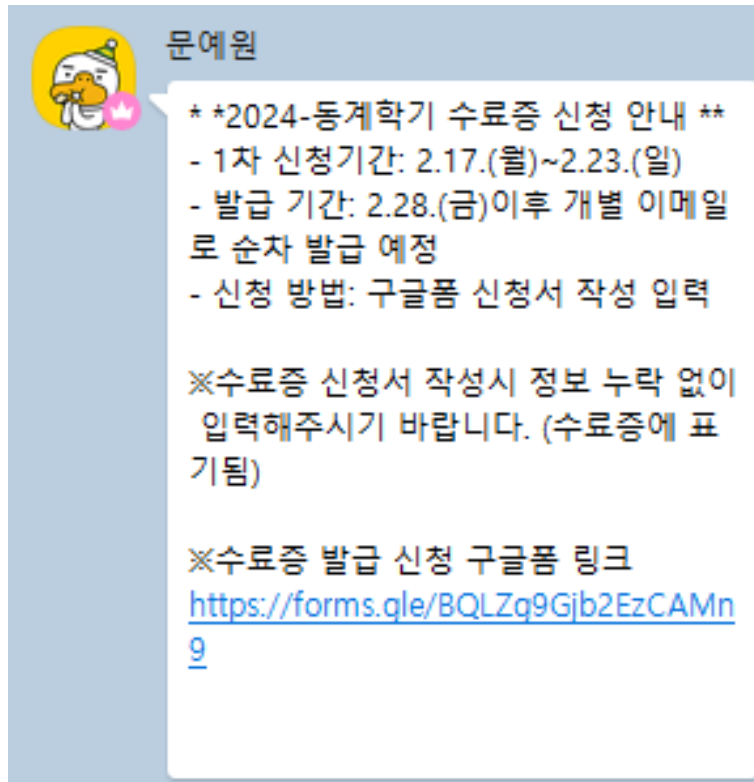 문예원
* *2024-동계학기 수료증 신청 안내 **
- 1차 신청기간: 2.17.(월)~2.23.(일)
- 발급 기간: 2.28.(금)이후 개별 이메일
로 순차 발급 예정
- 신청 방법: 구글폼 신청서 작성 입력
※수료증 신청서 작성시 정보 누락 없이
입력해주시기 바랍니다. (수료증에 표
기됨)
※수료증 발급 신청 구글폼 링크
https://forms.gle/BQLZq9Gjb2EzCAMn
9